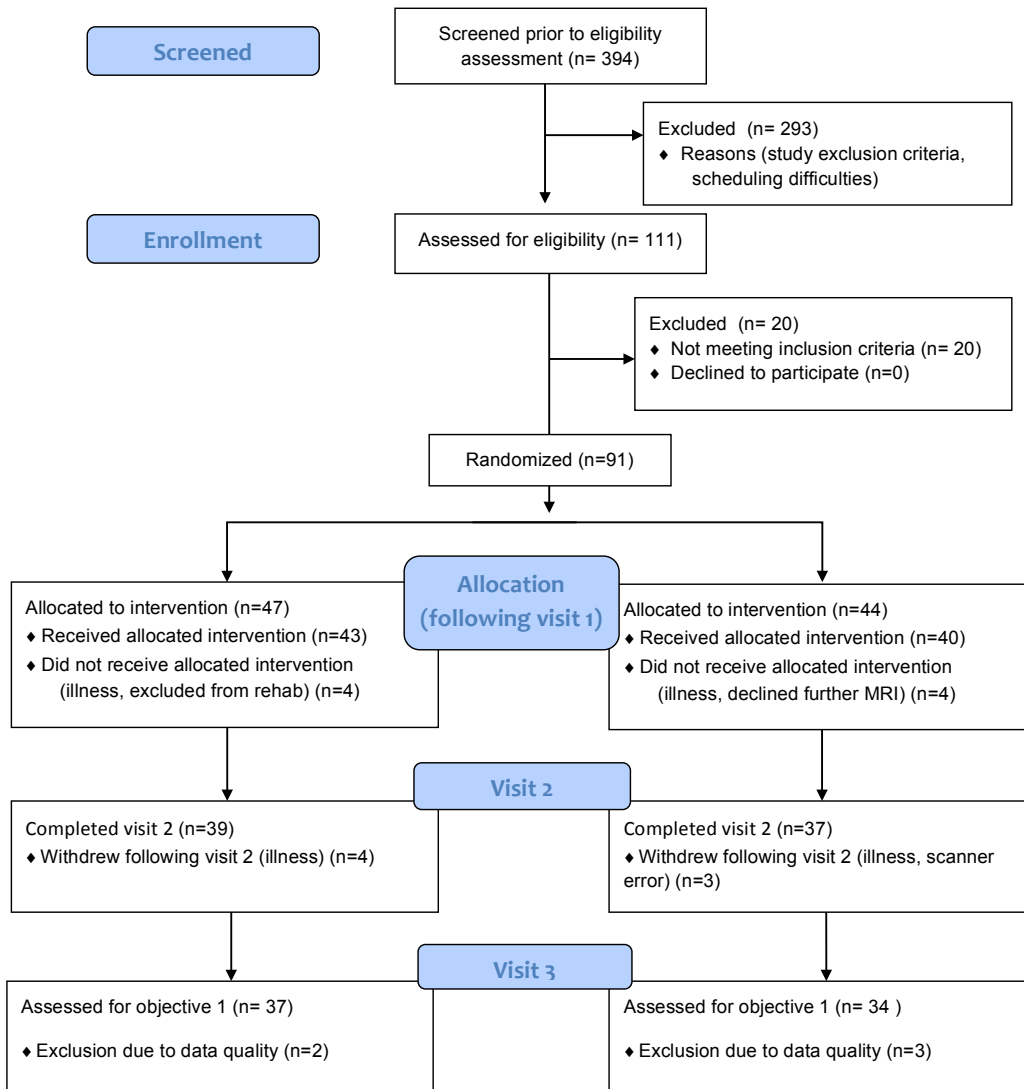 Screened
Screened prior to eligibility
assessment (n= 394)
Excluded (n= 293)
♦ Reasons (study exclusion criteria,
scheduling difficulties)
Enrollment
Assessed for eligibility (n= 111)
Excluded (n= 20)
♦ Not meeting inclusion criteria (n= 20)
♦ Declined to participate (n=0)
Randomized (n=91)
Allocation
(following visit 1)
Allocated to intervention (n=47)
♦ Received allocated intervention (n=43)
♦ Did not receive allocated intervention
(illness, excluded from rehab) (n=4)
Allocated to intervention (n=44)
♦ Received allocated intervention (n=40)
♦ Did not receive allocated intervention
(illness, declined further MRI) (n=4)
Visit 2
Completed visit 2 (n=39)
♦ Withdrew following visit 2 (illness) (n=4)
Completed visit 2 (n=37)
♦ Withdrew following visit 2 (illness, scanner
error) (n=3)
Visit 3
Assessed for objective 1 (n= 37)
♦ Exclusion due to data quality (n=2)
Assessed for objective 1 (n= 34 )
♦ Exclusion due to data quality (n=3)